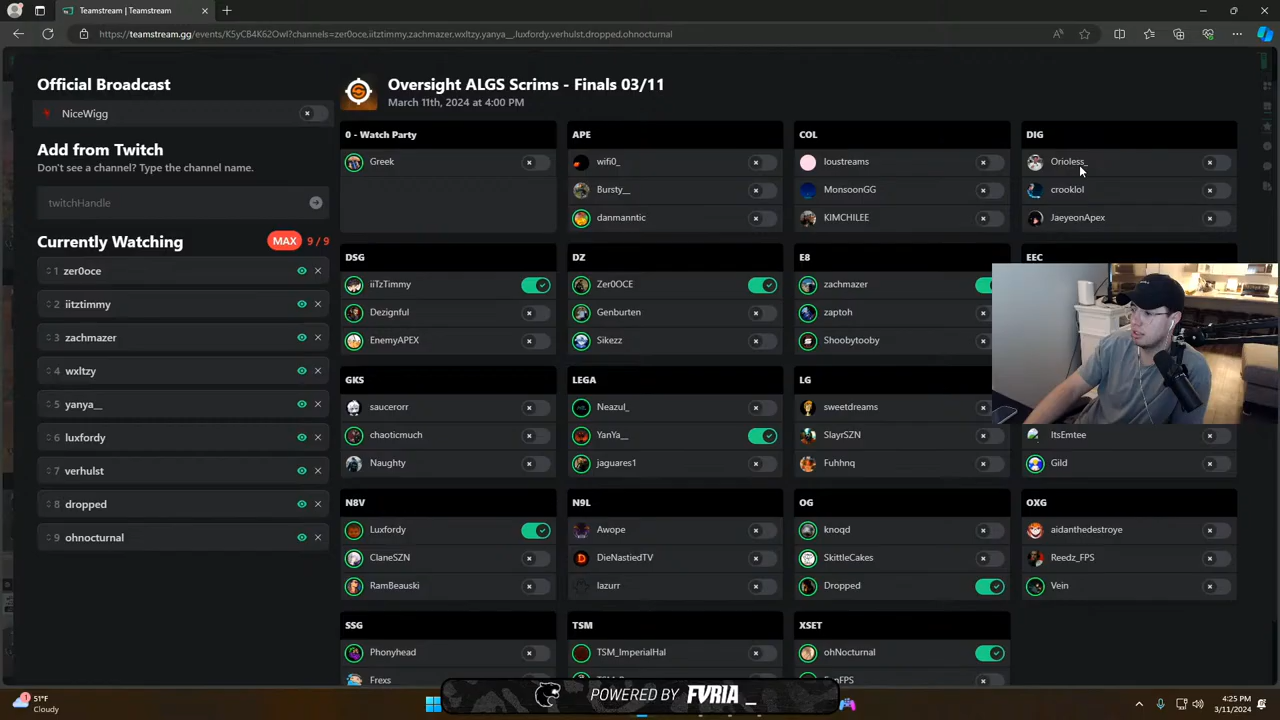 Teamstream | Teamstream
https://teamstream.gg/events/K5yCB4K62OwI?channels=zer0oce,iitztimmy,zachmazer,wxltzy,yanya__,luxfordy,verhulst,dropped,ohnocturnal
Official Broadcast
NiceWigg
Add from Twitch
Don't see a channel? Type the channel name.
twitchHandle
Currently Watching
MAX 9 / 9
1 zer0oce
2 iitztimmy
3 zachmazer
4 wxltzy
5 yanya__
6 luxfordy
7 verhulst
8 dropped
9 ohnocturnal
Oversight ALGS Scrims - Finals 03/11
March 11th, 2024 at 4:00 PM
0 - Watch Party
Greek
APE
wifi0_
Bursty__
danmanntic
COL
loustreams
MonsoonGG
KIMCHILEE
DIG
Orioless_
crooklol
JaeyeonApex
DSG
iiTzTimmy
Dezignful
EnemyAPEX
DZ
Zer0OCE
Genburten
Sikezz
E8
zachmazer
zaptoh
Shoobytooby
EEC
GKS
saucerorr
chaoticmuch
Naughty
LEGA
Neazul_
YanYa__
jaguares1
LG
sweetdreams
SlayrSZN
Fuhhnq
ItsEmtee
Gild
N8V
Luxfordy
ClaneSZN
RamBeauski
N9L
Awope
DieNastiedTV
lazurr
OG
knoqd
SkittleCakes
Dropped
OXG
aidanthedestroye
Reedz_FPS
Vein
SSG
Phonyhead
Frexs
TSM
TSM_ImperialHal
XSET
ohNocturnal
POWERED BY FVRIA _
1
51°F
Cloudy
4:25 PM
3/11/2024